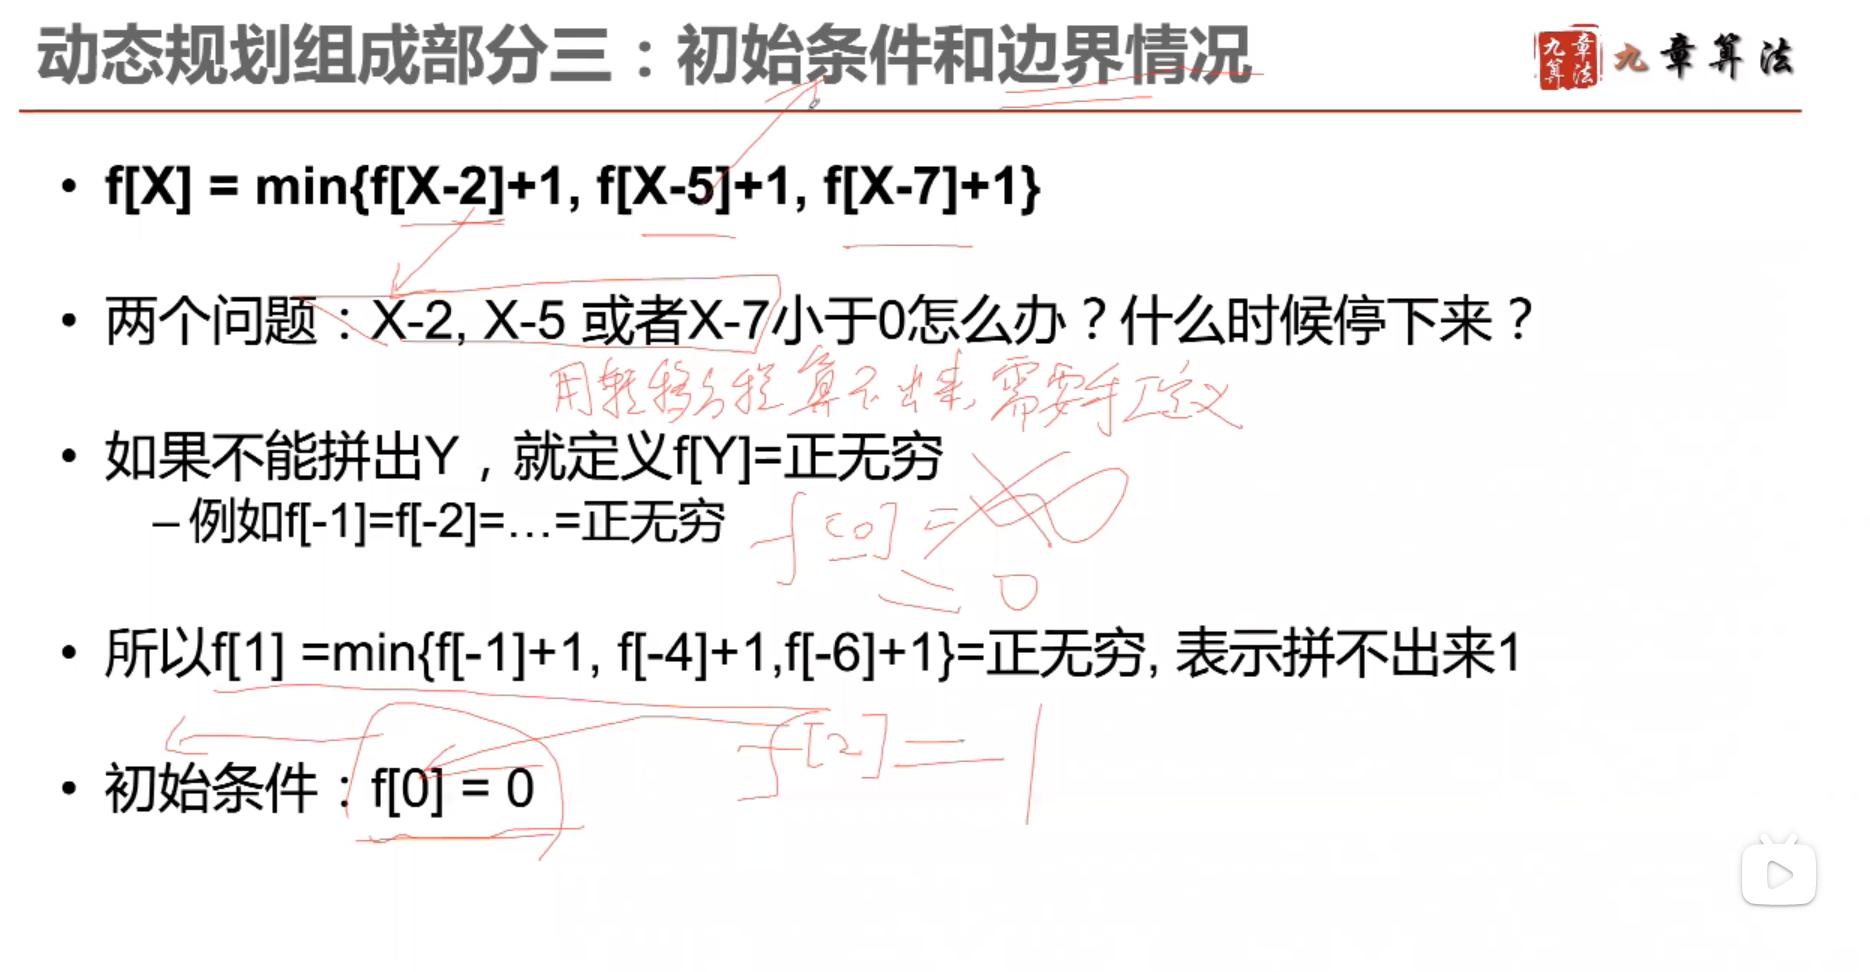 动态规划组成部分三：初始条件和边界情况
九章算法 九章算法
• f[X] = min{f[X-2]+1, f[X-5]+1, f[X-7]+1}
• 两个问题：X-2, X-5 或者X-7小于0怎么办？什么时候停下来？
用转移方程算不出来,需要手工定义
• 如果不能拼出Y，就定义f[Y]=正无穷
– 例如f[-1]=f[-2]=…=正无穷
f[0] = ∞
= 0
• 所以f[1] =min{f[-1]+1, f[-4]+1,f[-6]+1}=正无穷, 表示拼不出来1
f[2] = 1
• 初始条件：f[0] = 0